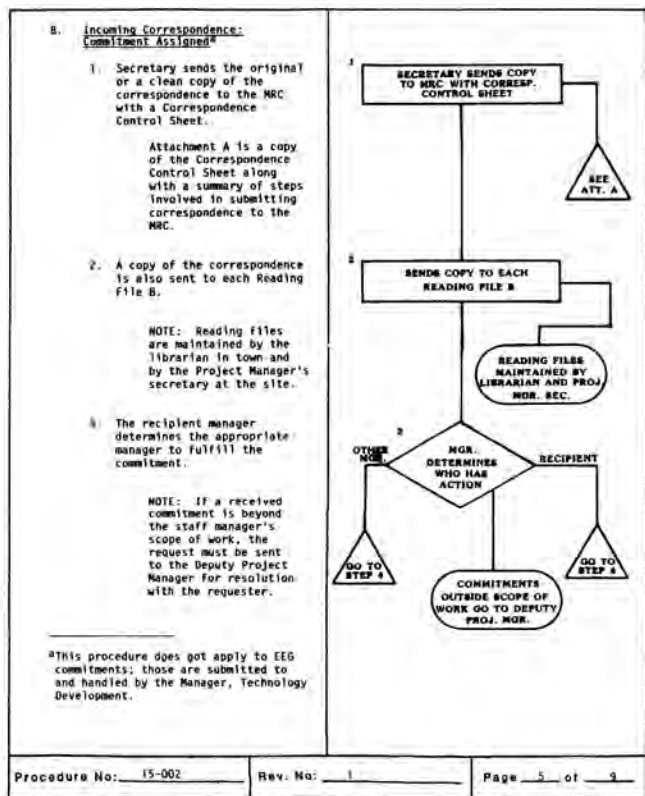 B. Incoming Correspondence:
Commitment Assignedª
1. Secretary sends the original
or a clean copy of the
correspondence to the MRC
with a Correspondence
Control Sheet.
Attachment A is a copy
of the Correspondence
Control Sheet along
with a summary of steps
involved in submitting
correspondence to the
MRC.
2. A copy of the correspondence
is also sent to each Reading
File B.
NOTE: Reading files
are maintained by the
librarian in town and
by the Project Manager's
secretary at the site.
The recipient manager
determines the appropriate
manager to fulfill the
commitment.
NOTE: If a received
commitment is beyond
the staff manager's
scope of work, the
request must be sent
to the Deputy Project
Manager for resolution
with the requester.
ªThis procedure does not apply to EEG
commitments; those are submitted to
and handled by the Manager, Technology
Development.
1
SECRETARY SENDS COPY
TO MRC WITH CORRESP.
CONTROL SHEET
SEE
ATT. A
SENDS COPY TO EACH
READING FILE B
READING FILES
MAINTAINED BY
LIBRARIAN AND PROJ.
MGR. SEC.
OTHER
MGR.
MGR.
DETERMINES
WHO HAS
ACTION
RECIPIENT
GO TO
STEP
GO TO
STEP
COMMITMENTS
OUTSIDE SCOPE OF
WORK GO TO DEPUTY
PROJ. MGR.
Procedure No: 15-002 Rev. No: 1 Page 5 of 9